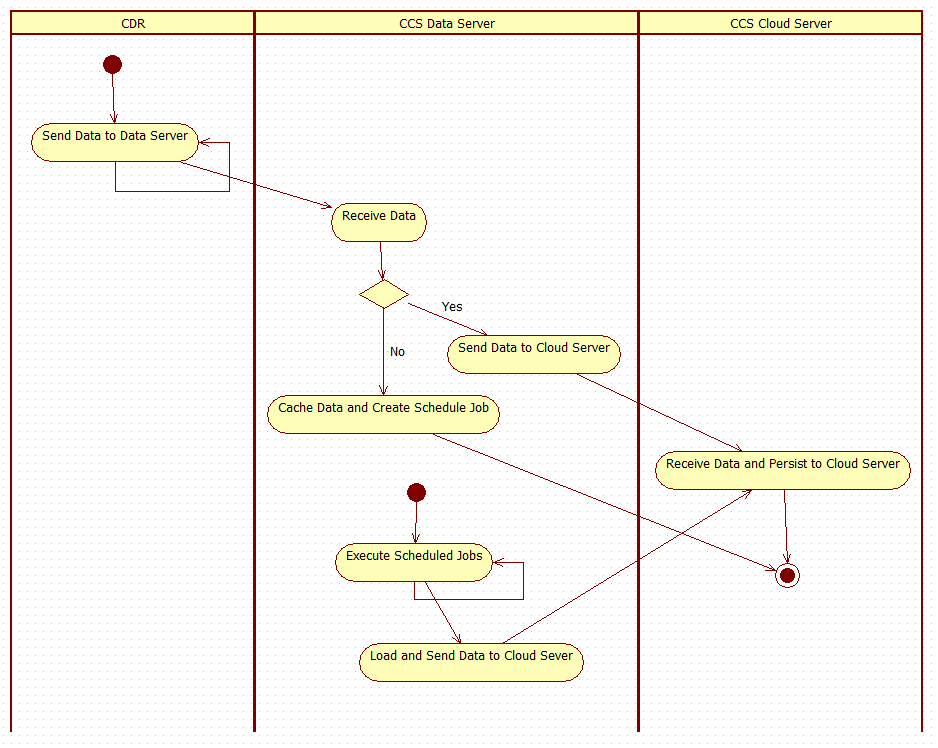 CDR
CCS Data Server
CCS Cloud Server
Send Data to Data Server
Receive Data
Yes
Send Data to Cloud Server
No
Cache Data and Create Schedule Job
Receive Data and Persist to Cloud Server
Execute Scheduled Jobs
Load and Send Data to Cloud Sever